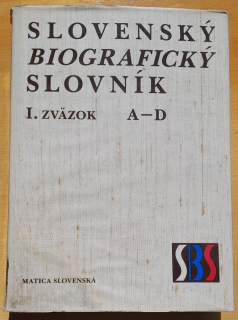 SLOVENSKÝ
BIOGRAFICKÝ
SLOVNÍK
I. ZVÄZOK A–D
SBS
MATICA SLOVENSKÁ